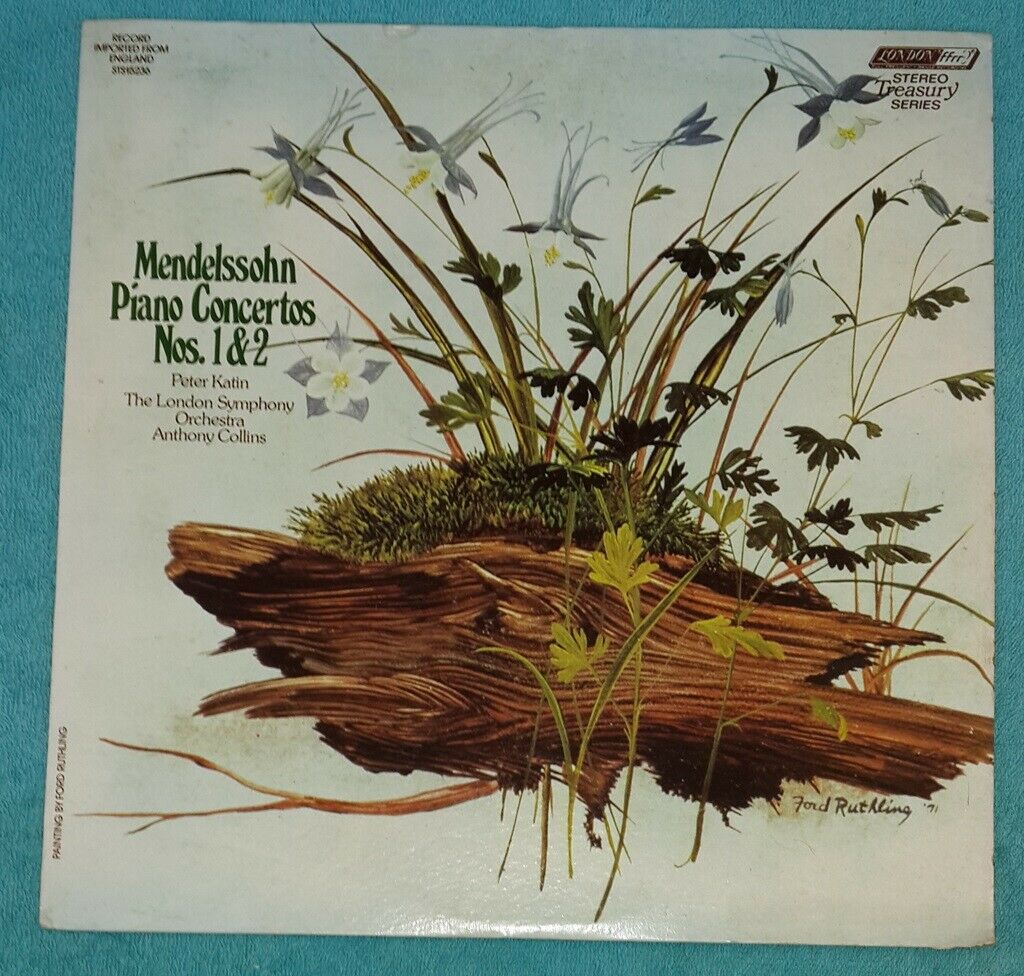 RECORD
IMPORTED FROM
ENGLAND
STS15236
LONDON ffrr
STEREO
Treasury
SERIES
Mendelssohn
Piano Concertos
Nos. 1 & 2
Peter Katin
The London Symphony
Orchestra
Anthony Collins
PAINTING BY FORD RUTHLING
Ford Ruthling '71